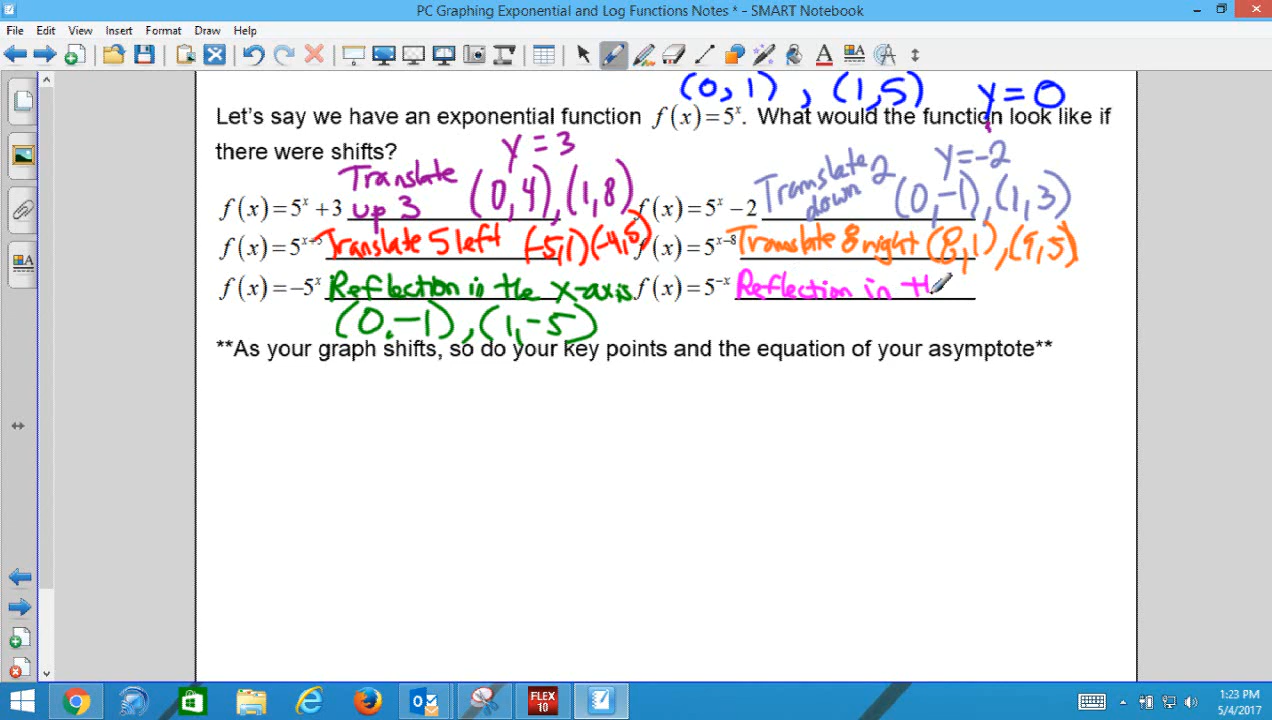 PC Graphing Exponential and Log Functions Notes * - SMART Notebook
File Edit View Insert Format Draw Help
(0, 1) , (1, 5) y = 0
Let's say we have an exponential function f(x) = 5^x. What would the function look like if
there were shifts?
y = 3
y = -2
Translate up 3 (0, 4), (1, 8)
Translate 2 down (0, -1), (1, 3)
f(x) = 5^x + 3
f(x) = 5^x - 2
f(x) = 5^x+5 Translate 5 left (-5, 1) (-4, 5)
f(x) = 5^x-8 Translate 8 right (8, 1), (9, 5)
f(x) = -5^x Reflection in the x-axis
f(x) = 5^-x Reflection in th
(0, -1), (1, -5)
**As your graph shifts, so do your key points and the equation of your asymptote**
FLEX
10
1:23 PM
5/4/2017